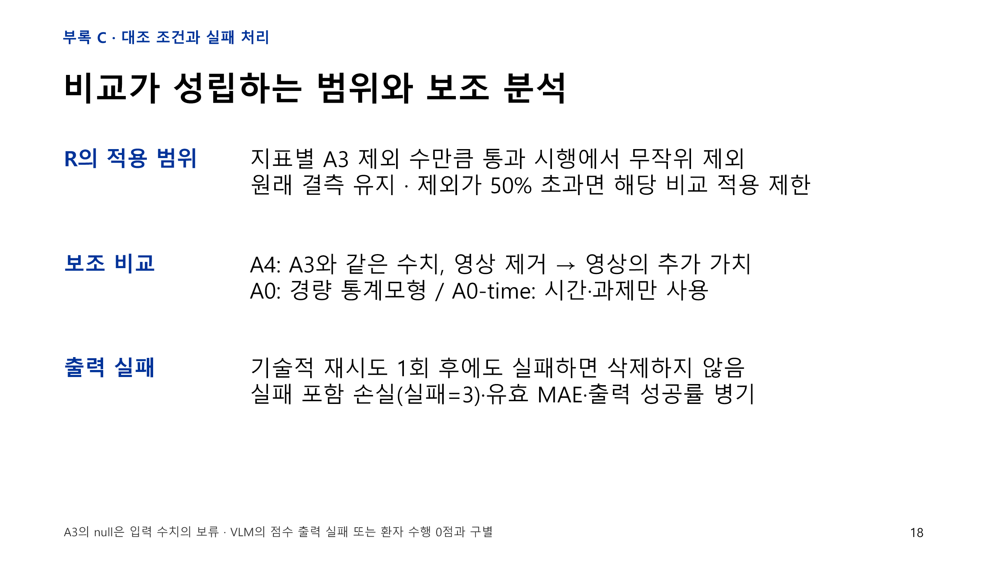 부록 C · 대조 조건과 실패 처리
비교가 성립하는 범위와 보조 분석
R의 적용 범위
지표별 A3 제외 수만큼 통과 시행에서 무작위 제외
원래 결측 유지 · 제외가 50% 초과면 해당 비교 적용 제한
보조 비교
A4: A3와 같은 수치, 영상 제거 → 영상의 추가 가치
A0: 경량 통계모형 / A0-time: 시간·과제만 사용
출력 실패
기술적 재시도 1회 후에도 실패하면 삭제하지 않음
실패 포함 손실(실패=3)·유효 MAE·출력 성공률 병기
A3의 null은 입력 수치의 보류 · VLM의 점수 출력 실패 또는 환자 수행 0점과 구별
18